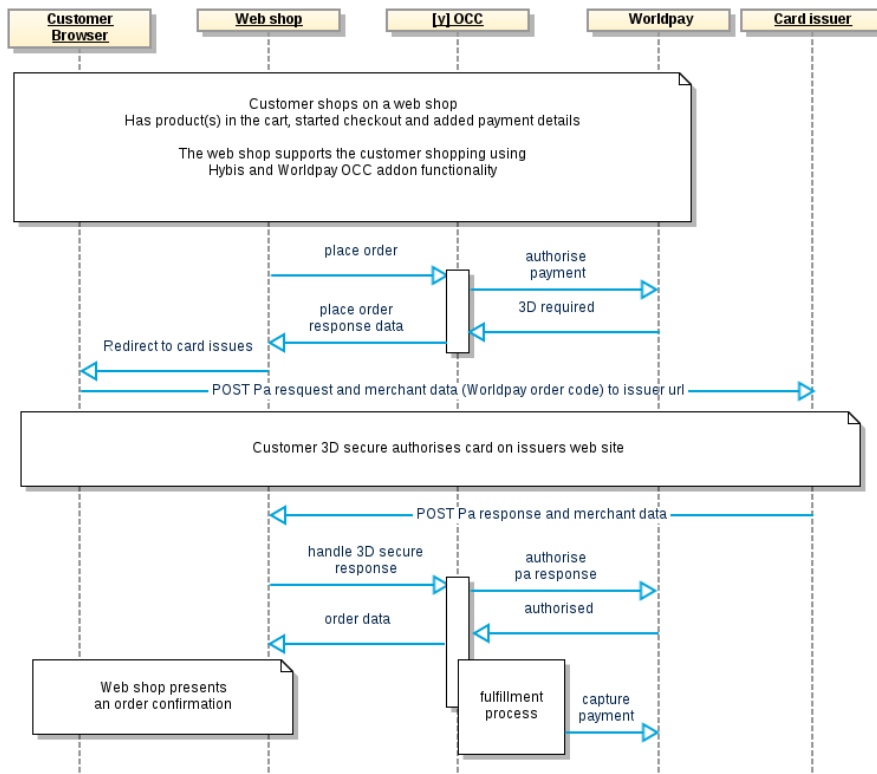 Customer
Browser
Web shop
[y] OCC
Worldpay
Card issuer
Customer shops on a web shop
Has product(s) in the cart, started checkout and added payment details
The web shop supports the customer shopping using
Hybis and Worldpay OCC addon functionality
place order
authorise
payment
place order
response data
3D required
Redirect to card issues
POST Pa resquest and merchant data (Worldpay order code) to issuer url
Customer 3D secure authorises card on issuers web site
POST Pa response and merchant data
handle 3D secure
response
authorise
pa response
order data
authorised
Web shop presents
an order confirmation
fulfillment
process
capture
payment